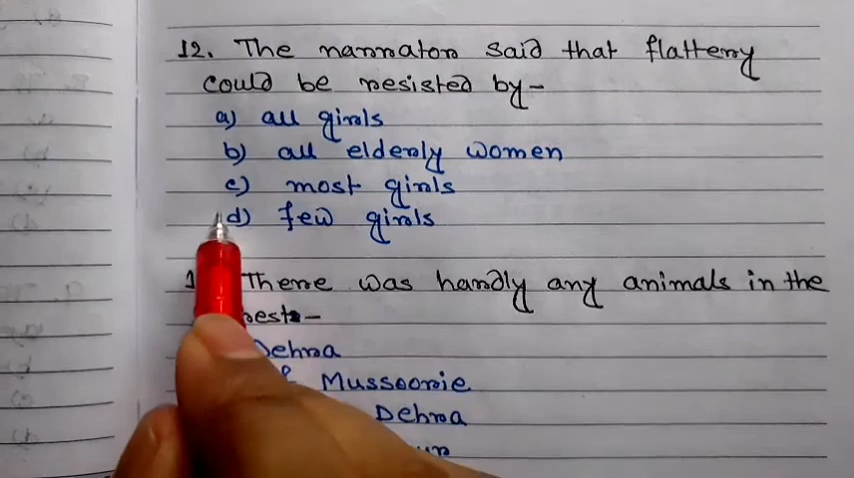 12. The narrator said that flattery
could be resisted by-
a) all girls
b) all elderly women
c) most girls
d) few girls
There was hardly any animals in the
Dehra
Mussoorie
Dehra